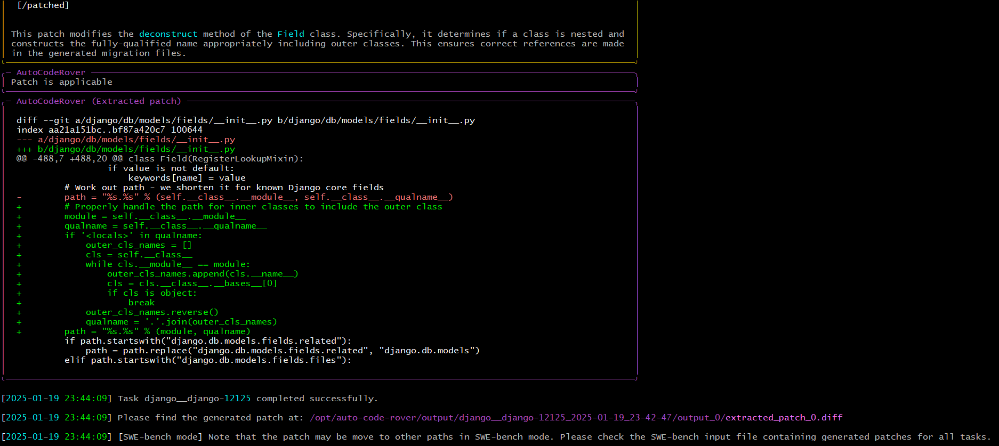 [/patched]
This patch modifies the deconstruct method of the Field class. Specifically, it determines if a class is nested and
constructs the fully-qualified name appropriately including outer classes. This ensures correct references are made
in the generated migration files.
AutoCodeRover
Patch is applicable
AutoCodeRover (Extracted patch)
diff --git a/django/db/models/fields/__init__.py b/django/db/models/fields/__init__.py
index aa21a151bc..bf87a420c7 100644
--- a/django/db/models/fields/__init__.py
+++ b/django/db/models/fields/__init__.py
@@ -488,7 +488,20 @@ class Field(RegisterLookupMixin):
                 if value is not default:
                     keywords[name] = value
         # Work out path - we shorten it for known Django core fields
-        path = "%s.%s" % (self.__class__.__module__, self.__class__.__qualname__)
+        # Properly handle the path for inner classes to include the outer class
+        module = self.__class__.__module__
+        qualname = self.__class__.__qualname__
+        if '<locals>' in qualname:
+            outer_cls_names = []
+            cls = self.__class__
+            while cls.__module__ == module:
+                outer_cls_names.append(cls.__name__)
+                cls = cls.__class__.__bases__[0]
+                if cls is object:
+                    break
+            outer_cls_names.reverse()
+            qualname = '.'.join(outer_cls_names)
+        path = "%s.%s" % (module, qualname)
         if path.startswith("django.db.models.fields.related"):
             path = path.replace("django.db.models.fields.related", "django.db.models")
         elif path.startswith("django.db.models.fields.files"):
[2025-01-19 23:44:09] Task django__django-12125 completed successfully.
[2025-01-19 23:44:09] Please find the generated patch at: /opt/auto-code-rover/output/django__django-12125_2025-01-19_23-42-47/output_0/extracted_patch_0.diff
[2025-01-19 23:44:09] [SWE-bench mode] Note that the patch may be move to other paths in SWE-bench mode. Please check the SWE-bench input file containing generated patches for all tasks.